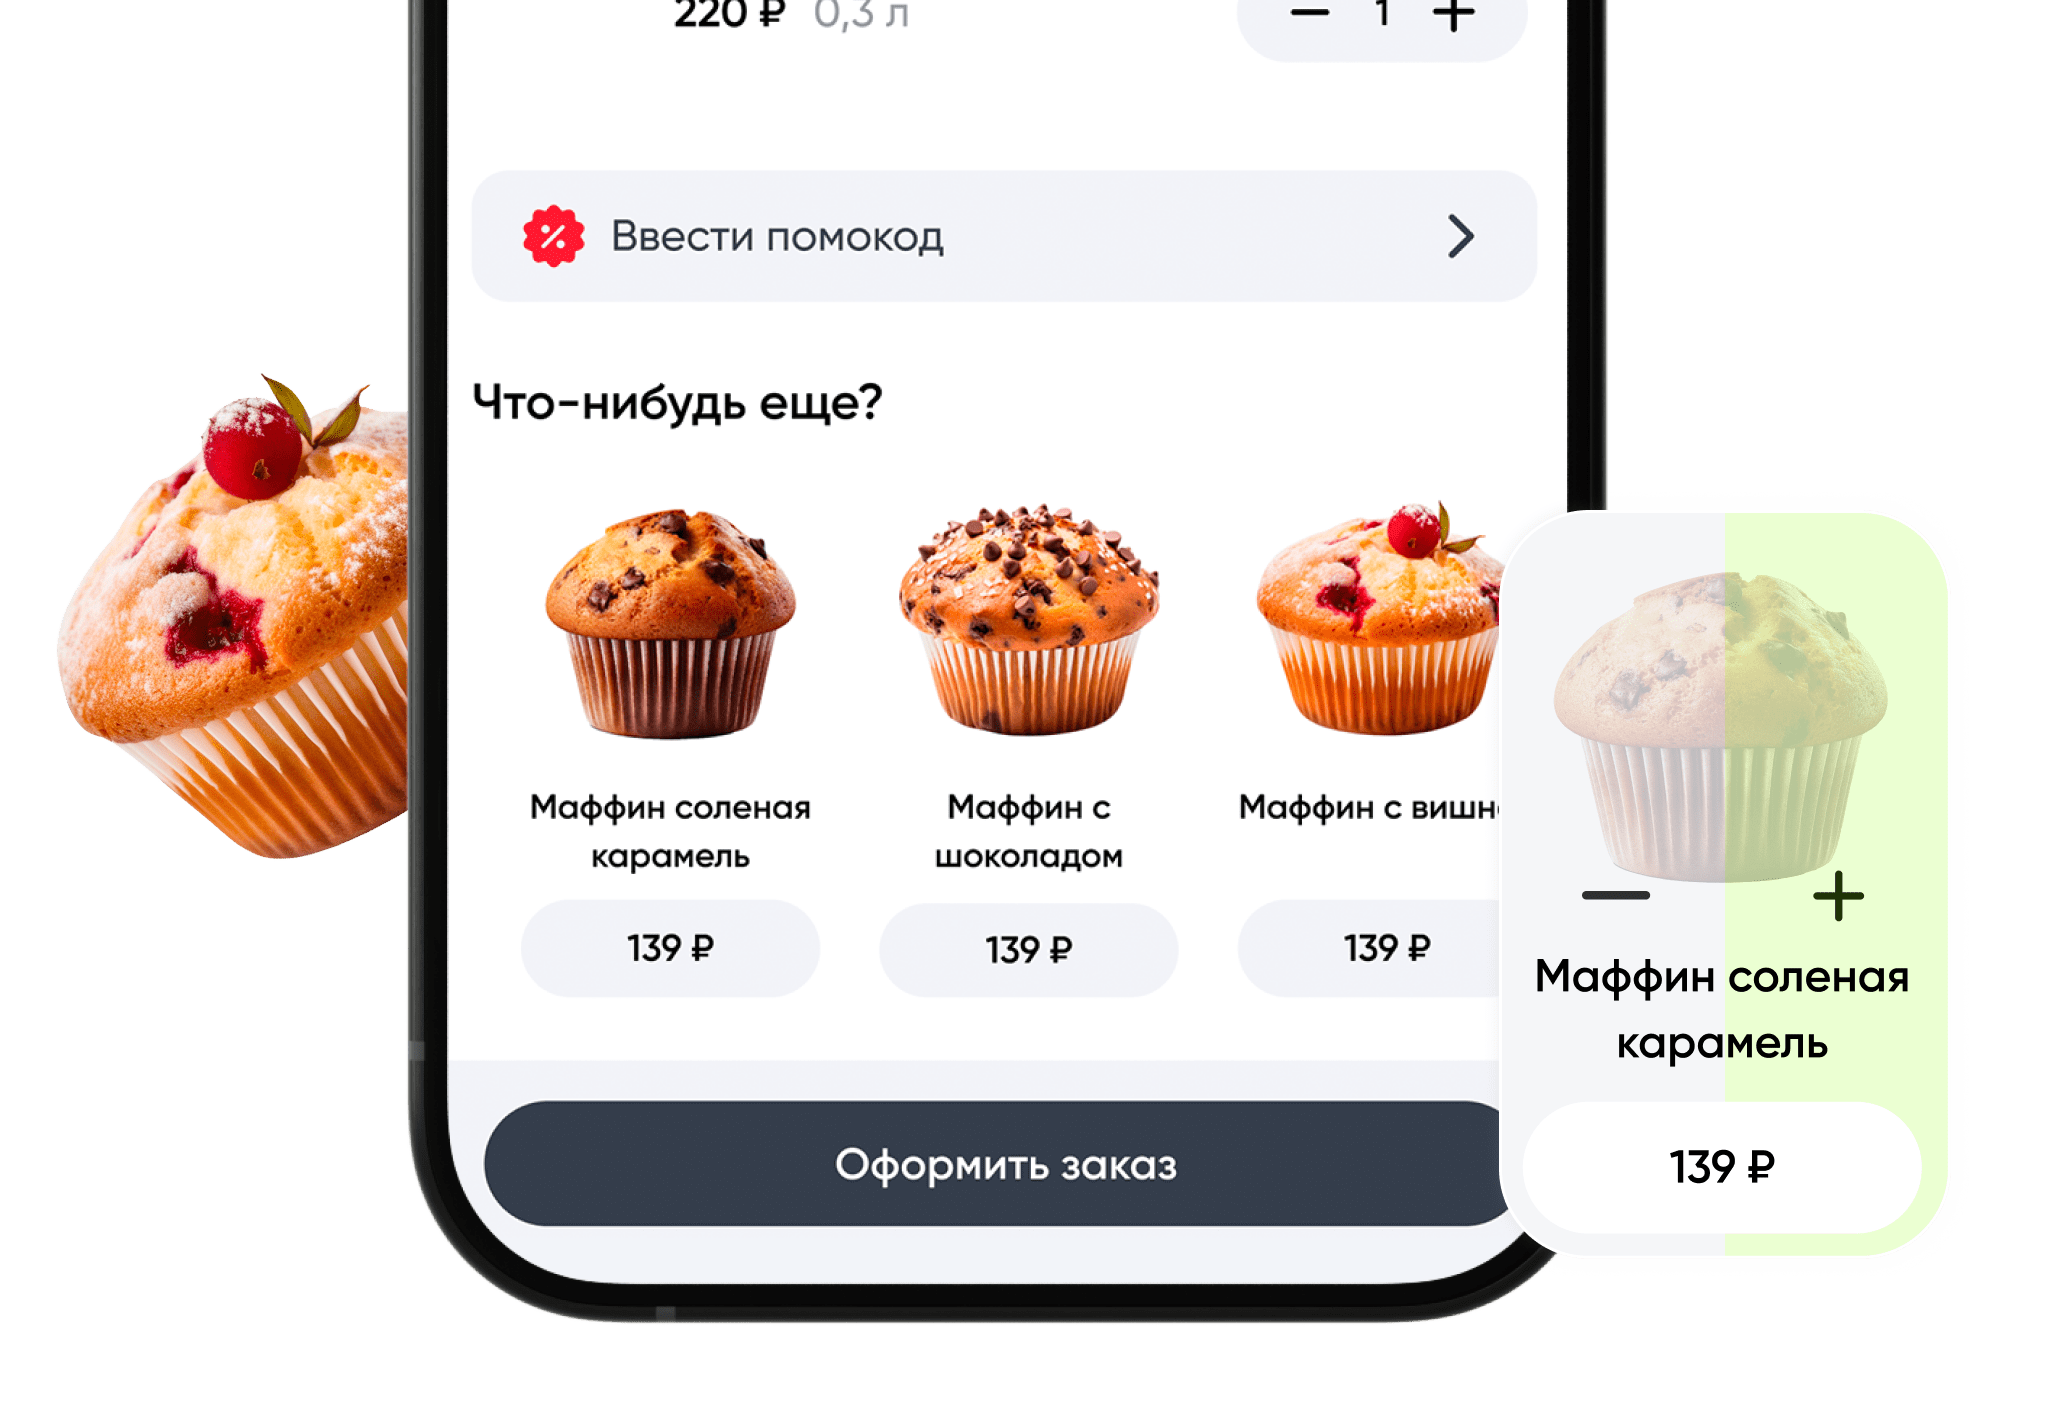 220 ₽ 0,3 л
— 1 +
Ввести помокод
Что-нибудь еще?
Маффин соленая
карамель
139 ₽
Маффин с
шоколадом
139 ₽
Маффин с вишн
139 ₽
— +
Маффин соленая
карамель
139 ₽
Оформить заказ